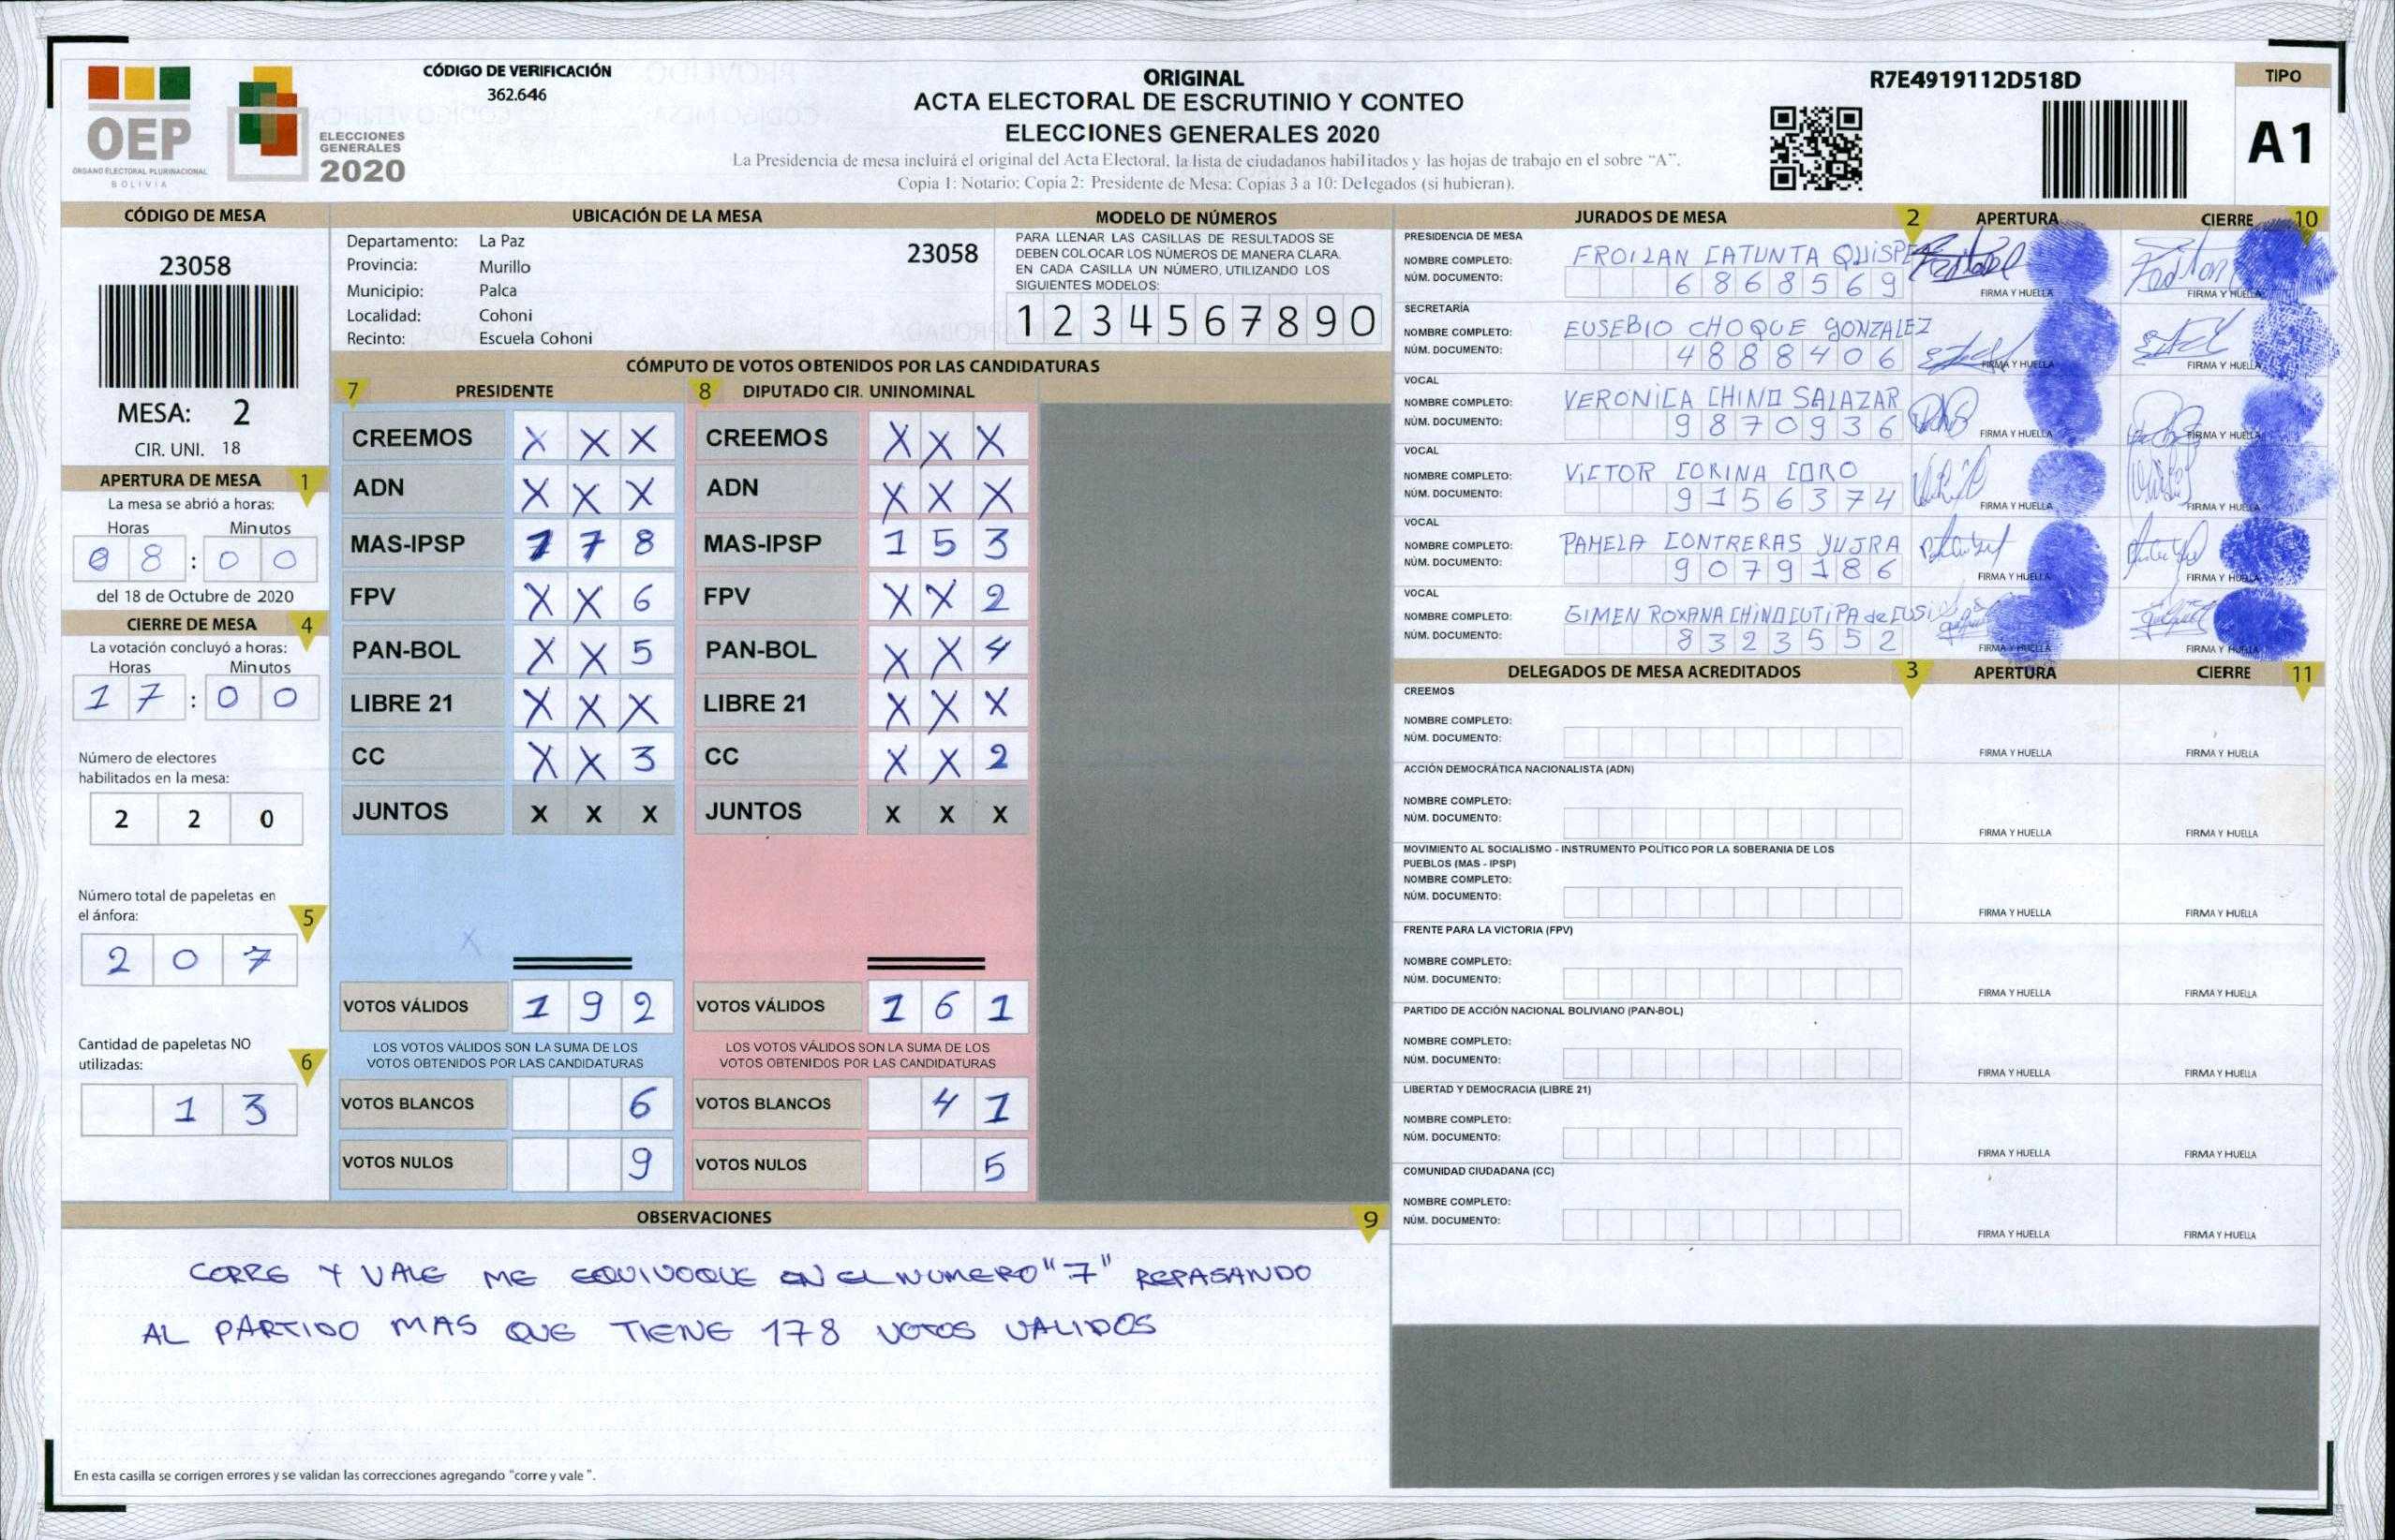 CÓDIGO DE VERIFICACIÓN
362.646
OEP
ÓRGANO ELECTORAL PLURINACIONAL
BOLIVIA
ELECCIONES
GENERALES
2020
ORIGINAL
ACTA ELECTORAL DE ESCRUTINIO Y CONTEO
ELECCIONES GENERALES 2020
La Presidencia de mesa incluirá el original del Acta Electoral, la lista de ciudadanos habilitados y las hojas de trabajo en el sobre "A".
Copia 1: Notario; Copia 2: Presidente de Mesa; Copias 3 a 10: Delegados (si hubieran).
R7E4919112D518D
TIPO
A1
CÓDIGO DE MESA
23058
MESA: 2
CIR. UNI. 18
APERTURA DE MESA 1
La mesa se abrió a horas:
Horas Minutos
08:00
del 18 de Octubre de 2020
CIERRE DE MESA 4
La votación concluyó a horas:
Horas Minutos
17:00
Número de electores
habilitados en la mesa:
2 2 0
Número total de papeletas en
el ánfora: 5
2 0 7
Cantidad de papeletas NO
utilizadas: 6
1 3
UBICACIÓN DE LA MESA
Departamento: La Paz 23058
Provincia: Murillo
Municipio: Palca
Localidad: Cohoni
Recinto: Escuela Cohoni
MODELO DE NÚMEROS
PARA LLENAR LAS CASILLAS DE RESULTADOS SE
DEBEN COLOCAR LOS NÚMEROS DE MANERA CLARA.
EN CADA CASILLA UN NÚMERO, UTILIZANDO LOS
SIGUIENTES MODELOS:
1 2 3 4 5 6 7 8 9 0
CÓMPUTO DE VOTOS OBTENIDOS POR LAS CANDIDATURAS
7 PRESIDENTE 8 DIPUTADO CIR. UNINOMINAL
CREEMOS X X X CREEMOS X X X
ADN X X X ADN X X X
MAS-IPSP 1 7 8 MAS-IPSP 1 5 3
FPV X X 6 FPV X X 2
PAN-BOL X X 5 PAN-BOL X X 4
LIBRE 21 X X X LIBRE 21 X X X
CC X X 3 CC X X 2
JUNTOS X X X JUNTOS X X X
X
VOTOS VÁLIDOS 1 9 2 VOTOS VÁLIDOS 1 6 1
LOS VOTOS VÁLIDOS SON LA SUMA DE LOS LOS VOTOS VÁLIDOS SON LA SUMA DE LOS
VOTOS OBTENIDOS POR LAS CANDIDATURAS VOTOS OBTENIDOS POR LAS CANDIDATURAS
VOTOS BLANCOS 6 VOTOS BLANCOS 4 1
VOTOS NULOS 9 VOTOS NULOS 5
OBSERVACIONES 9
CORRE Y VALE ME EQUIVOQUE EN EL NUMERO "7" REPASANDO
AL PARTIDO MAS QUE TIENE 178 VOTOS VALIDOS
En esta casilla se corrigen errores y se validan las correcciones agregando "corre y vale".
JURADOS DE MESA 2 APERTURA CIERRE 10
PRESIDENCIA DE MESA
NOMBRE COMPLETO: FROILAN CATUNTA QUISPE
NÚM. DOCUMENTO: 6868569 FIRMA Y HUELLA FIRMA Y HUELLA
SECRETARÍA
NOMBRE COMPLETO: EUSEBIO CHOQUE GONZALEZ
NÚM. DOCUMENTO: 4888406 FIRMA Y HUELLA FIRMA Y HUELLA
VOCAL
NOMBRE COMPLETO: VERONICA CHINO SALAZAR
NÚM. DOCUMENTO: 9870936 FIRMA Y HUELLA FIRMA Y HUELLA
VOCAL
NOMBRE COMPLETO: VICTOR CORINA CORO
NÚM. DOCUMENTO: 9156374 FIRMA Y HUELLA FIRMA Y HUELLA
VOCAL
NOMBRE COMPLETO: PAMELA CONTRERAS YUJRA
NÚM. DOCUMENTO: 9079186 FIRMA Y HUELLA FIRMA Y HUELLA
VOCAL
NOMBRE COMPLETO: GIMEN ROXANA CHINO CUTIPA de CUSI
NÚM. DOCUMENTO: 8323552 FIRMA Y HUELLA FIRMA Y HUELLA
DELEGADOS DE MESA ACREDITADOS 3 APERTURA CIERRE 11
CREEMOS
NOMBRE COMPLETO:
NÚM. DOCUMENTO: FIRMA Y HUELLA FIRMA Y HUELLA
ACCIÓN DEMOCRÁTICA NACIONALISTA (ADN)
NOMBRE COMPLETO:
NÚM. DOCUMENTO: FIRMA Y HUELLA FIRMA Y HUELLA
MOVIMIENTO AL SOCIALISMO - INSTRUMENTO POLÍTICO POR LA SOBERANIA DE LOS
PUEBLOS (MAS - IPSP)
NOMBRE COMPLETO:
NÚM. DOCUMENTO: FIRMA Y HUELLA FIRMA Y HUELLA
FRENTE PARA LA VICTORIA (FPV)
NOMBRE COMPLETO:
NÚM. DOCUMENTO: FIRMA Y HUELLA FIRMA Y HUELLA
PARTIDO DE ACCIÓN NACIONAL BOLIVIANO (PAN-BOL)
NOMBRE COMPLETO:
NÚM. DOCUMENTO: FIRMA Y HUELLA FIRMA Y HUELLA
LIBERTAD Y DEMOCRACIA (LIBRE 21)
NOMBRE COMPLETO:
NÚM. DOCUMENTO: FIRMA Y HUELLA FIRMA Y HUELLA
COMUNIDAD CIUDADANA (CC)
NOMBRE COMPLETO:
NÚM. DOCUMENTO: FIRMA Y HUELLA FIRMA Y HUELLA